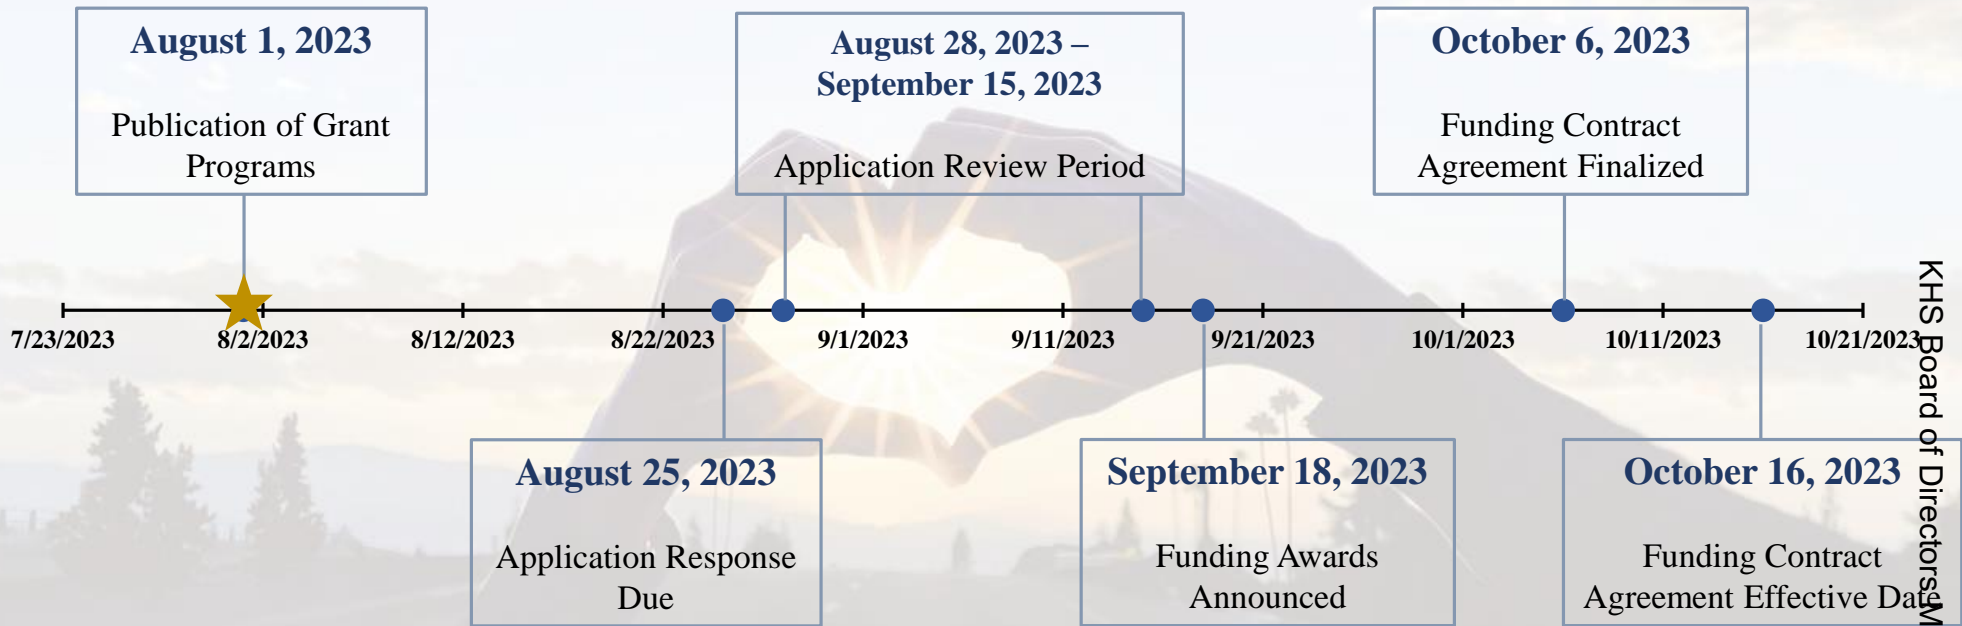 August 1, 2023
Publication of Grant
Programs
August 28, 2023 –
September 15, 2023
Application Review Period
October 6, 2023
Funding Contract
Agreement Finalized
7/23/2023
8/2/2023
8/12/2023
8/22/2023
9/1/2023
9/11/2023
9/21/2023
10/1/2023
10/11/2023
10/21/2023
August 25, 2023
Application Response
Due
September 18, 2023
Funding Awards
Announced
October 16, 2023
Funding Contract
Agreement Effective Date
KHS Board of Directors M